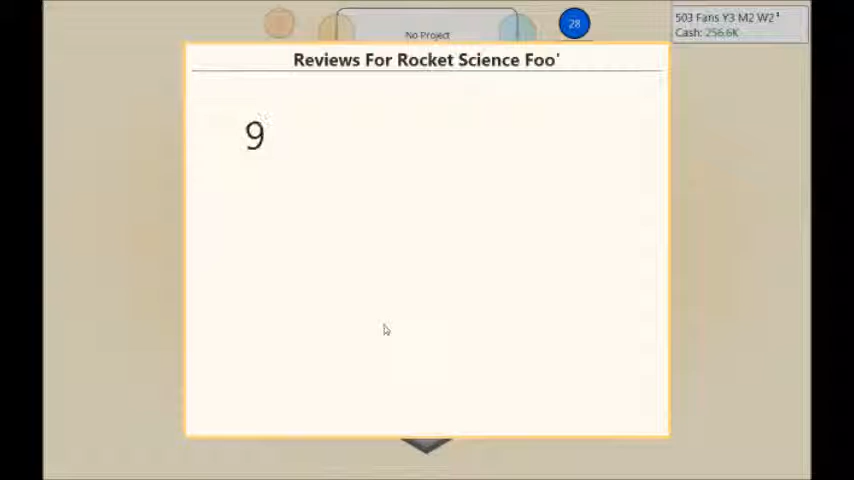 No Project
28
503 Fans Y3 M2 W2
Cash: 256.6K
Reviews For Rocket Science Foo'
9